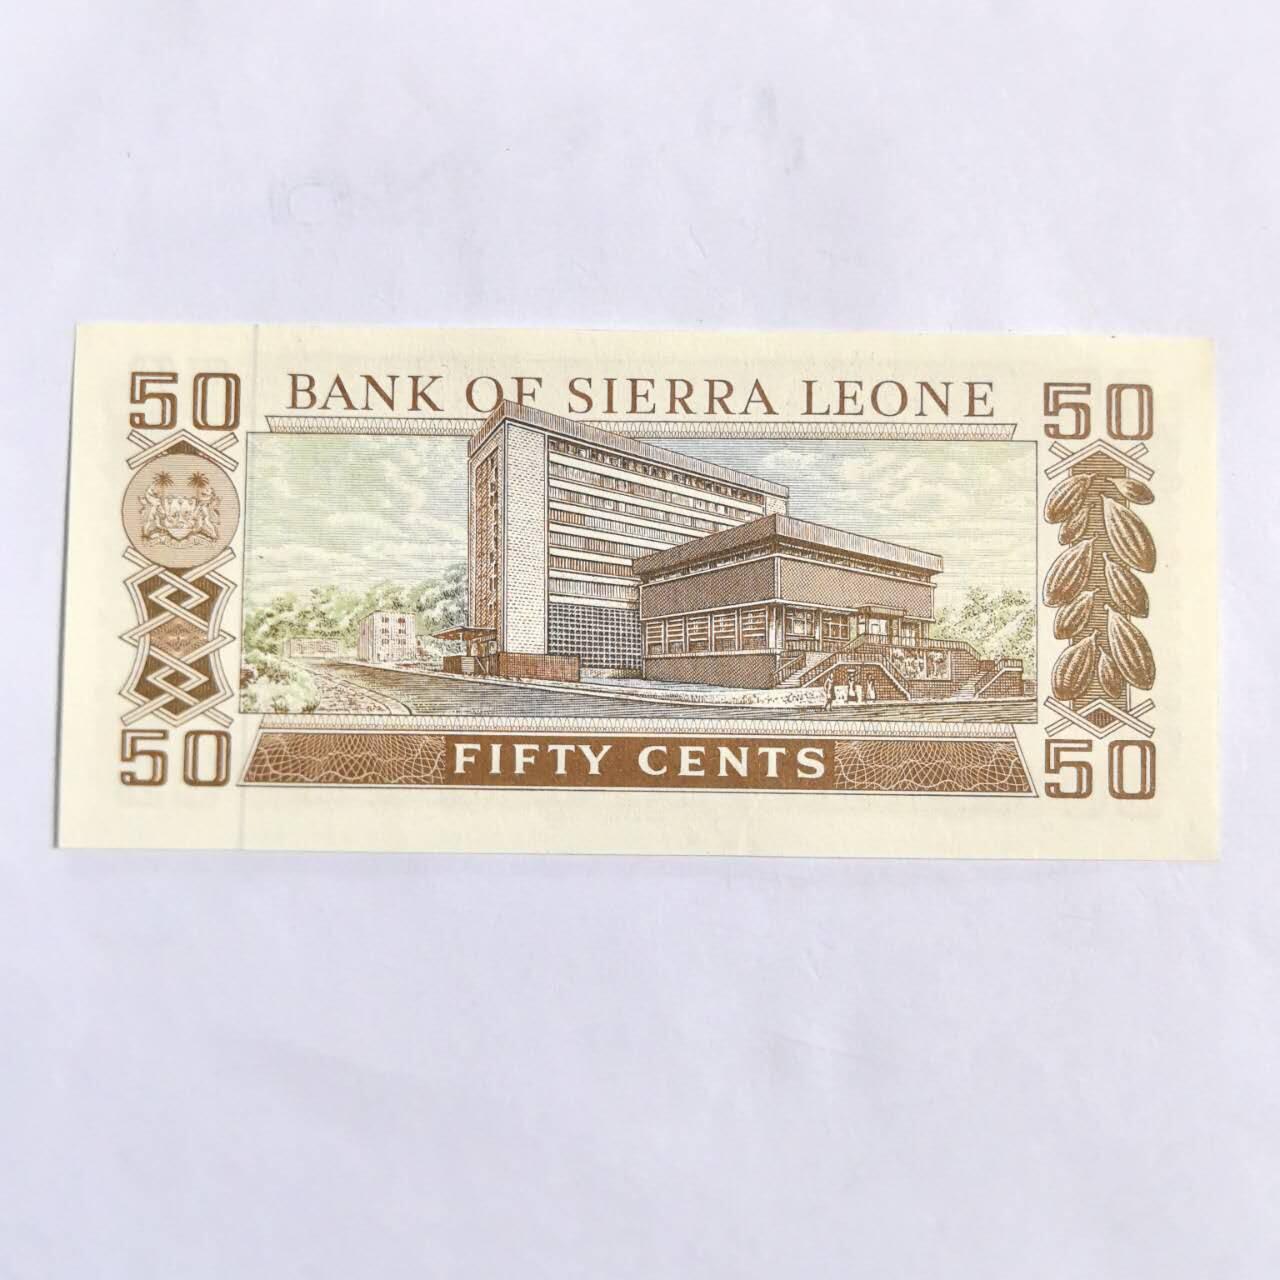 50 BANK OF SIERRA LEONE 50
50 FIFTY CENTS 50